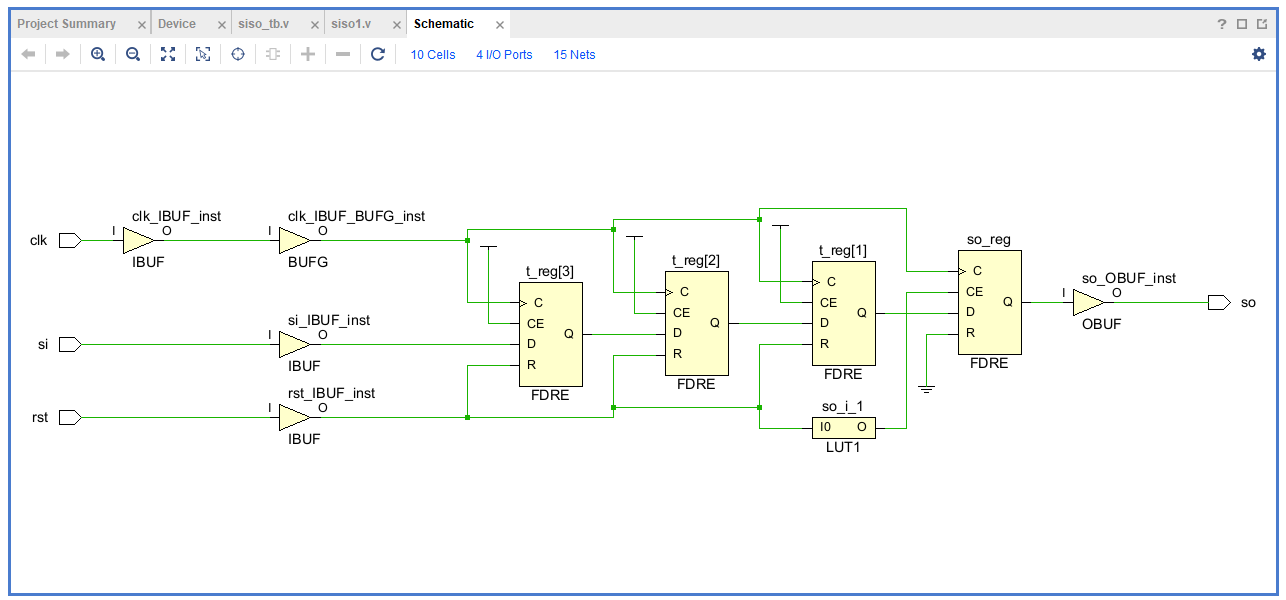 Project Summary × Device × siso_tb.v × siso1.v × Schematic × ?
10 Cells 4 I/O Ports 15 Nets
clk_IBUF_inst clk_IBUF_BUFG_inst
clk I O I O
IBUF BUFG
so_reg
C
CE
D Q
R
FDRE
t_reg[1]
C
CE
D Q
R
FDRE
t_reg[2]
C
CE
D Q
R
FDRE
t_reg[3]
C
CE
D Q
R
FDRE
so_OBUF_inst
I O so
OBUF
si_IBUF_inst
si I O
IBUF
rst_IBUF_inst
rst I O
IBUF
so_i_1
I0 O
LUT1